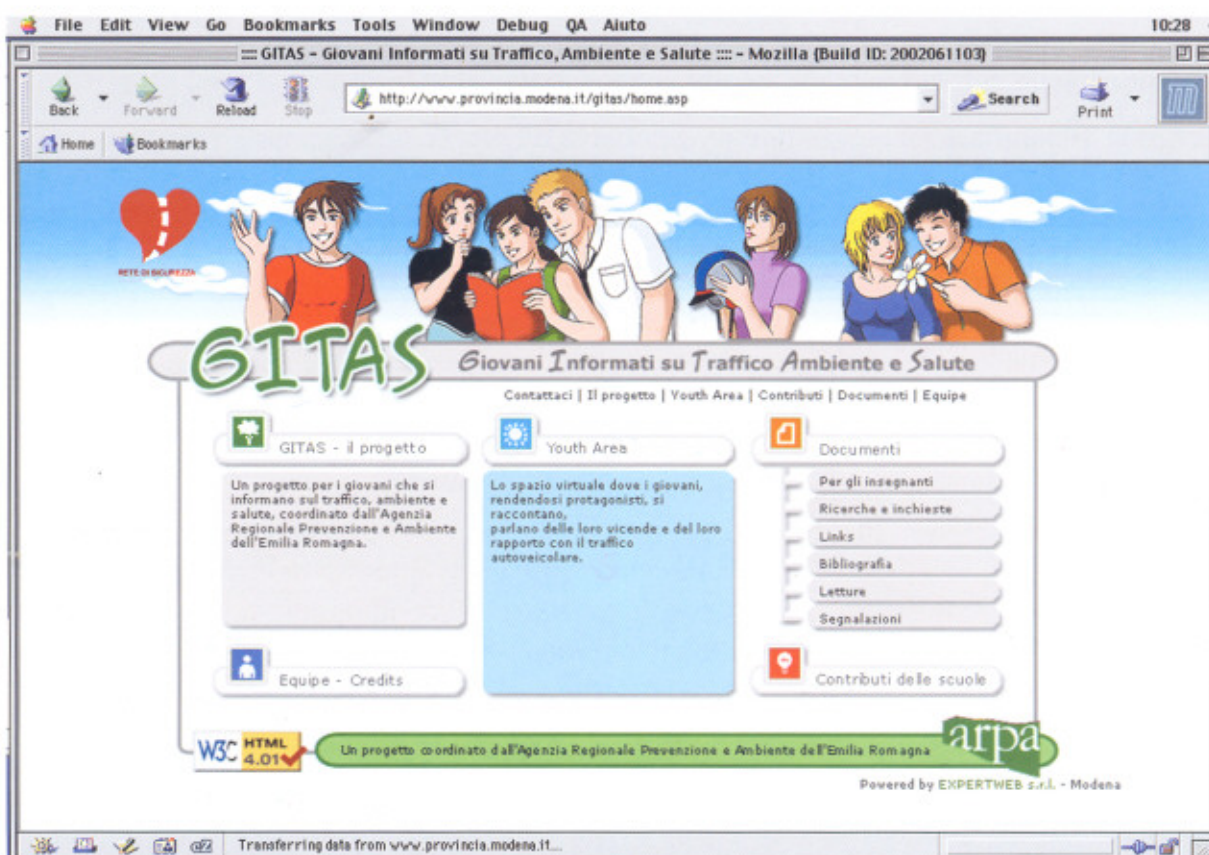 File Edit View Go Bookmarks Tools Window Debug QA Aiuto 10:28
:::: GITAS - Giovani Informati su Traffico, Ambiente e Salute :::: - Mozilla {Build ID: 2002061103}
Back Forward Reload Stop http://www.provincia.modena.it/gitas/home.asp Search Print
Home Bookmarks
RETE DI SICUREZZA
GITAS Giovani Informati su Traffico Ambiente e Salute
Contattaci | Il progetto | Youth Area | Contributi | Documenti | Equipe
GITAS - il progetto
Un progetto per i giovani che si
informano sul traffico, ambiente e
salute, coordinato dall'Agenzia
Regionale Prevenzione e Ambiente
dell'Emilia Romagna.
Equipe - Credits
Youth Area
Lo spazio virtuale dove i giovani,
rendendosi protagonisti, si
raccontano,
parlano delle loro vicende e del loro
rapporto con il traffico
autoveicolare.
Documenti
Per gli insegnanti
Ricerche e inchieste
Links
Bibliografia
Letture
Segnalazioni
Contributi delle scuole
W3C HTML
4.01
Un progetto coordinato dall'Agenzia Regionale Prevenzione e Ambiente dell'Emilia Romagna
arpa
Powered by EXPERTWEB s.r.l. - Modena
Transferring data from www.provincia.modena.it...